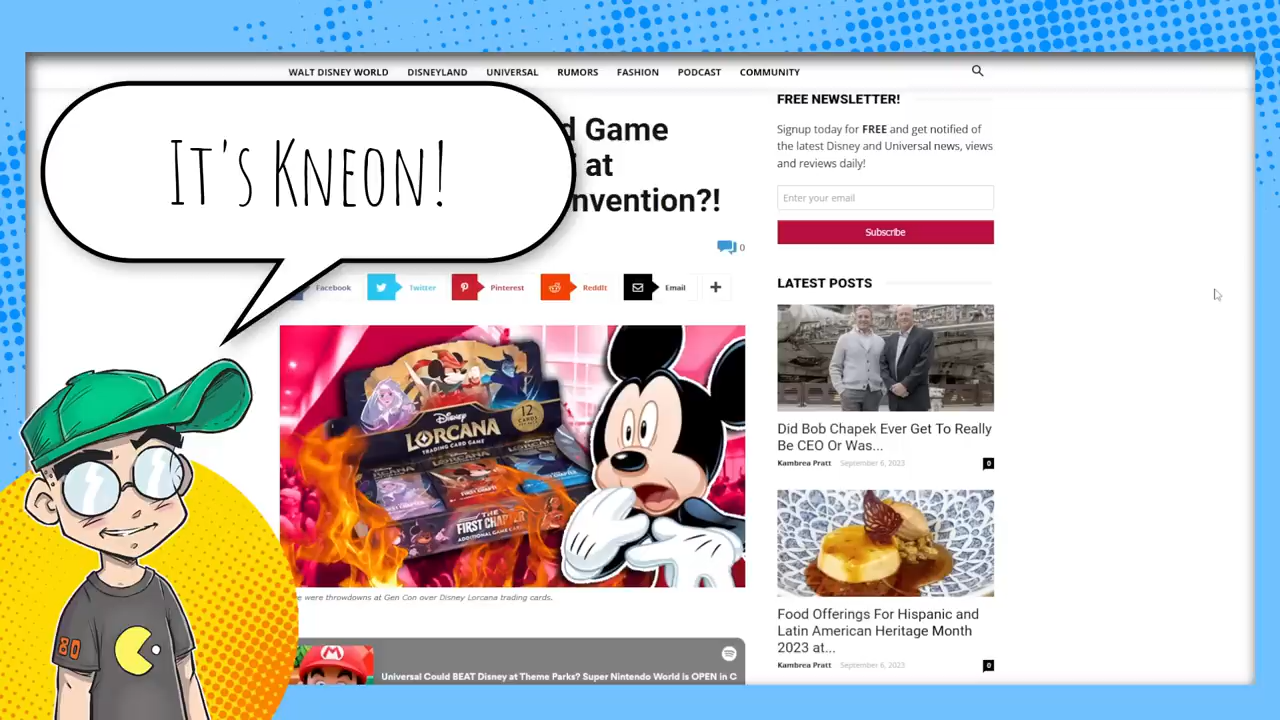 WALT DISNEY WORLD DISNEYLAND UNIVERSAL RUMORS FASHION PODCAST COMMUNITY
It's Kneon!
Game
at
nvention?!
0
Facebook Twitter Pinterest ReddIt Email +
Disney
LORCANA
TRADING CARD GAME
12
THE
FIRST CHAPTER
ADDITIONAL GAME CARDS
were throwdowns at Gen Con over Disney Lorcana trading cards.
M
Universal Could BEAT Disney at Theme Parks? Super Nintendo World is OPEN in C
FREE NEWSLETTER!
Signup today for FREE and get notified of
the latest Disney and Universal news, views
and reviews daily!
Enter your email
Subscribe
LATEST POSTS
Did Bob Chapek Ever Get To Really
Be CEO Or Was...
Kambrea Pratt September 6, 2023 0
Food Offerings For Hispanic and
Latin American Heritage Month
2023 at...
Kambrea Pratt September 6, 2023 0
80